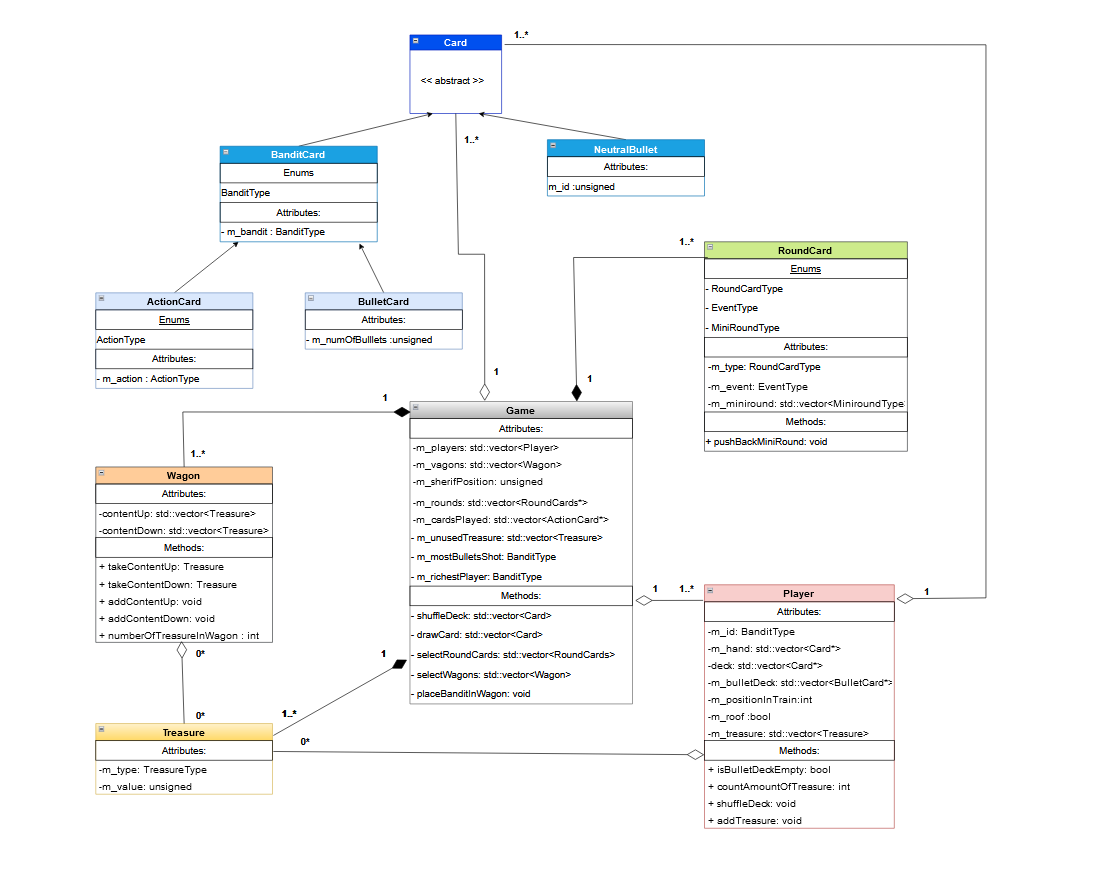 1..*
Card
<< abstract >>
1..*
BanditCard
Enums
BanditType
Attributes:
- m_bandit : BanditType
NeutralBullet
Attributes:
m_id :unsigned
ActionCard
Enums
ActionType
Attributes:
- m_action : ActionType
BulletCard
Attributes:
- m_numOfBulllets :unsigned
1..*
RoundCard
Enums
- RoundCardType
- EventType
- MiniRoundType
Attributes:
-m_type: RoundCardType
-m_event: EventType
-m_miniround: std::vector<MiniroundType
Methods:
+ pushBackMiniRound: void
1
1
1
1..*
Game
Attributes:
-m_players: std::vector<Player>
-m_vagons: std::vector<Wagon>
-m_sherifPosition: unsigned
-m_rounds: std::vector<RoundCards*>
-m_cardsPlayed: std::vector<ActionCard*>
- m_unusedTreasure: std::vector<Treasure>
- m_mostBulletsShot: BanditType
- m_richestPlayer: BanditType
Methods:
- shuffleDeck: std::vector<Card>
- drawCard: std::vector<Card>
- selectRoundCards: std::vector<RoundCards>
- selectWagons: std::vector<Wagon>
- placeBanditInWagon: void
Wagon
Attributes:
-contentUp: std::vector<Treasure>
-contentDown: std::vector<Treasure>
Methods:
+ takeContentUp: Treasure
+ takeContentDown: Treasure
+ addContentUp: void
+ addContentDown: void
+ numberOfTreasureInWagon : int
0*
0*
1
1..*
0*
1
1..*
1
Treasure
Attributes:
-m_type: TreasureType
-m_value: unsigned
Player
Attributes:
-m_id: BanditType
-m_hand: std::vector<Card*>
-deck: std::vector<Card*>
-m_bulletDeck: std::vector<BulletCard*>
-m_positionInTrain:int
-m_roof :bool
-m_treasure: std::vector<Treasure>
Methods:
+ isBulletDeckEmpty: bool
+ countAmountOfTreasure: int
+ shuffleDeck: void
+ addTreasure: void